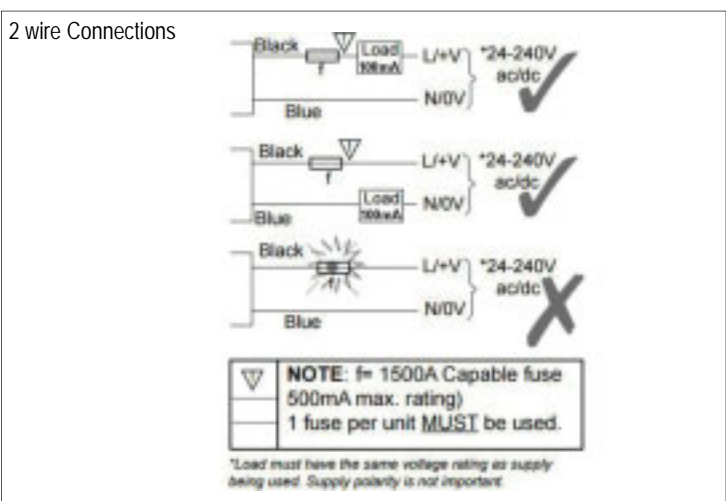 2 wire Connections
Black
f
Load
100mA
L/+V
*24-240V
ac/dc
N/0V
Blue
Black
f
L/+V
*24-240V
ac/dc
Load
100mA
N/0V
Blue
Black
f
L/+V
*24-240V
ac/dc
N/0V
Blue
NOTE: f= 1500A Capable fuse
500mA max. rating)
1 fuse per unit MUST be used.
*Load must have the same voltage rating as supply
being used. Supply polarity is not important